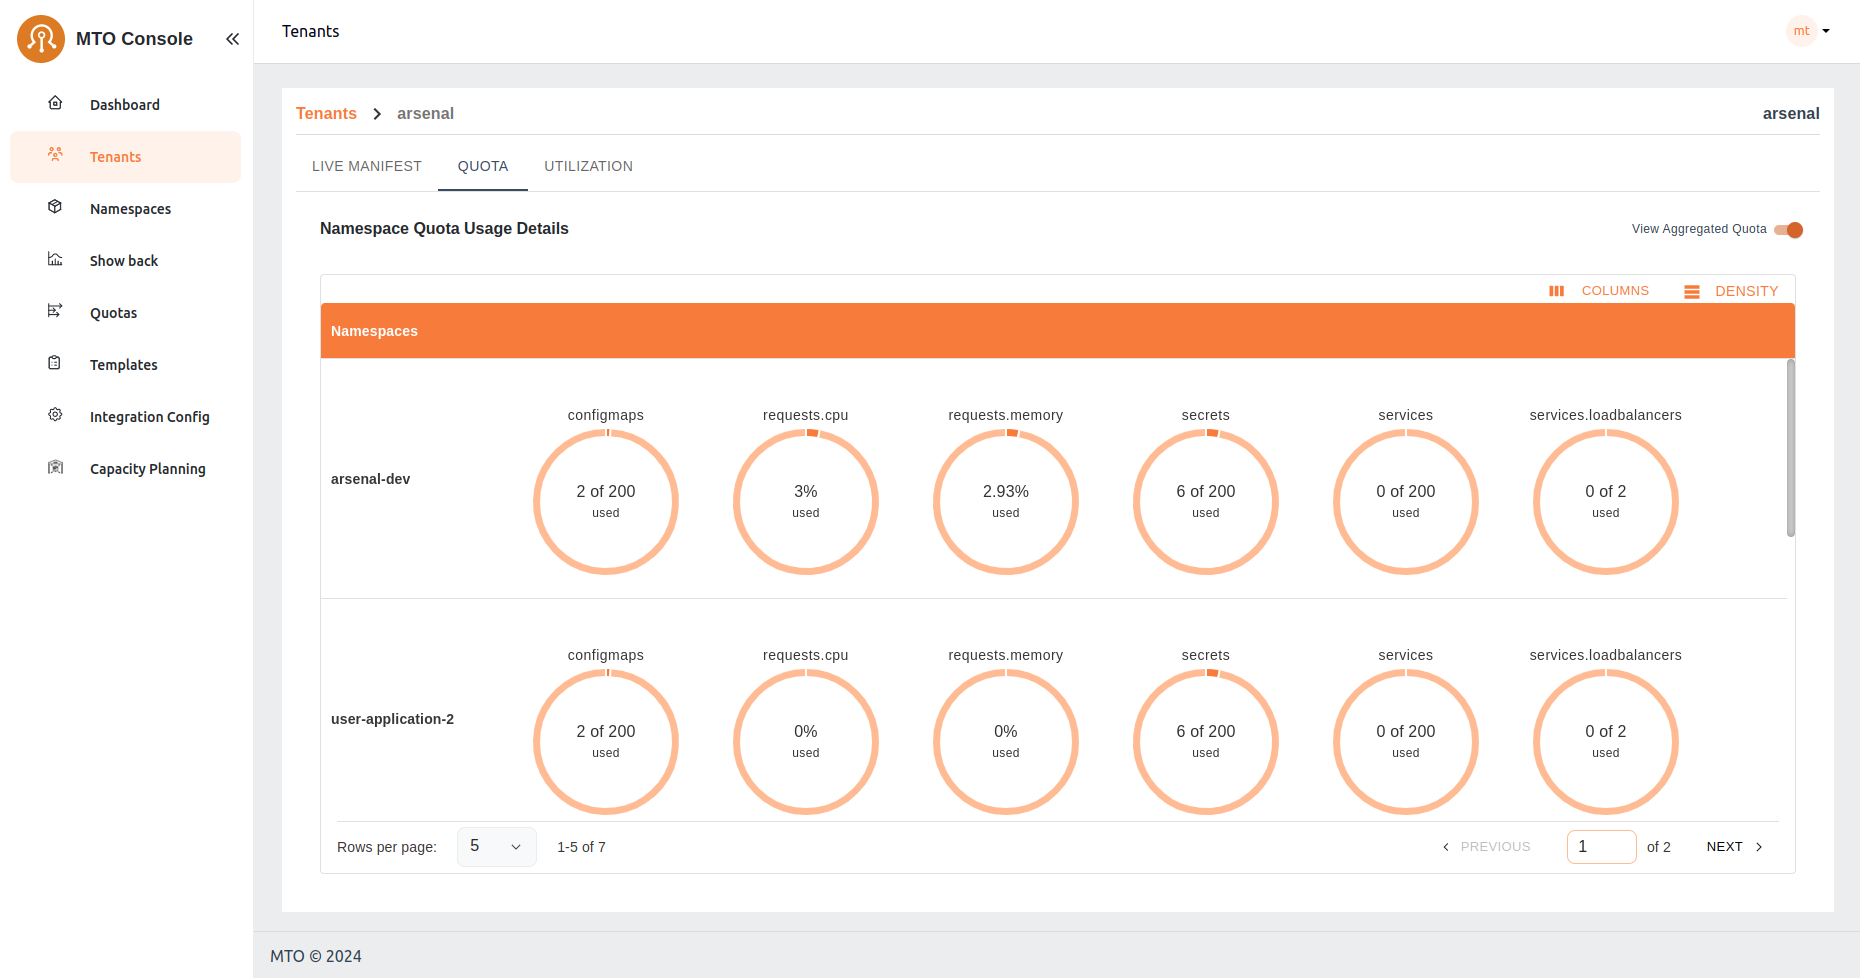 MTO Console
Dashboard
Tenants
Namespaces
Show back
Quotas
Templates
Integration Config
Capacity Planning
Tenants
mt
Tenants arsenal
arsenal
LIVE MANIFEST QUOTA UTILIZATION
Namespace Quota Usage Details
View Aggregated Quota
COLUMNS DENSITY
Namespaces
arsenal-dev
configmaps
2 of 200
used
requests.cpu
3%
used
requests.memory
2.93%
used
secrets
6 of 200
used
services
0 of 200
used
services.loadbalancers
0 of 2
used
user-application-2
configmaps
2 of 200
used
requests.cpu
0%
used
requests.memory
0%
used
secrets
6 of 200
used
services
0 of 200
used
services.loadbalancers
0 of 2
used
Rows per page: 5 1-5 of 7
PREVIOUS 1 of 2 NEXT
MTO © 2024